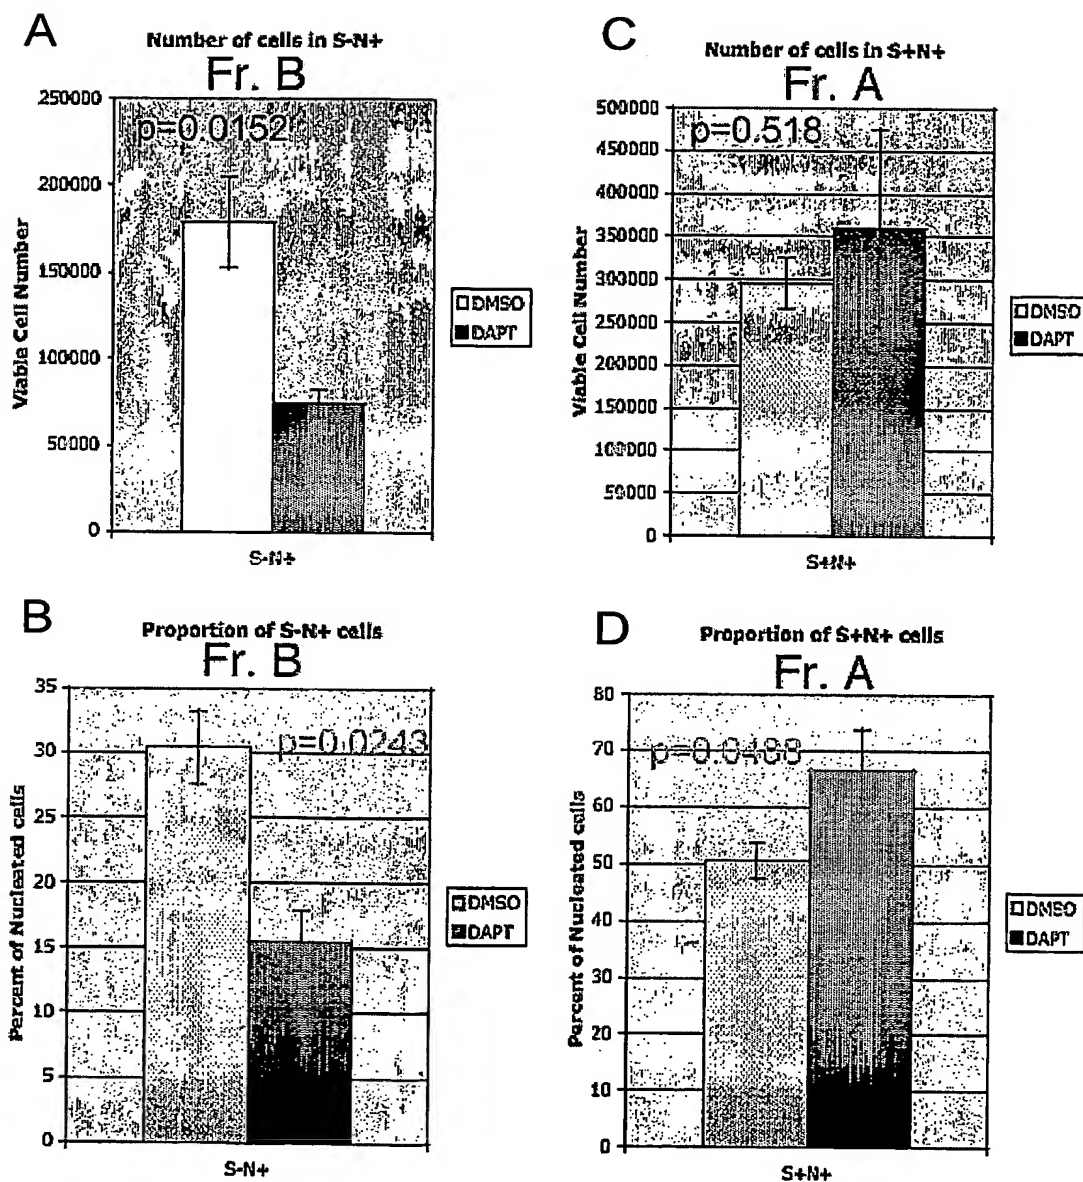 A
Number of cells in S-N+
Fr. B
p=0.0152
250000
200000
150000
100000
50000
0
Viable Cell Number
S-N+
DMSO
DAPT
C
Number of cells in S+N+
Fr. A
p=0.518
500000
450000
400000
350000
300000
250000
200000
150000
100000
50000
0
Viable Cell Number
S+N+
DMSO
DAPT
B
Proportion of S-N+ cells
Fr. B
p=0.0243
35
30
25
20
15
10
5
0
Percent of Nucleated cells
S-N+
DMSO
DAPT
D
Proportion of S+N+ cells
Fr. A
80
70
60
50
40
30
20
10
0
Percent of Nucleated cells
S+N+
DMSO
DAPT